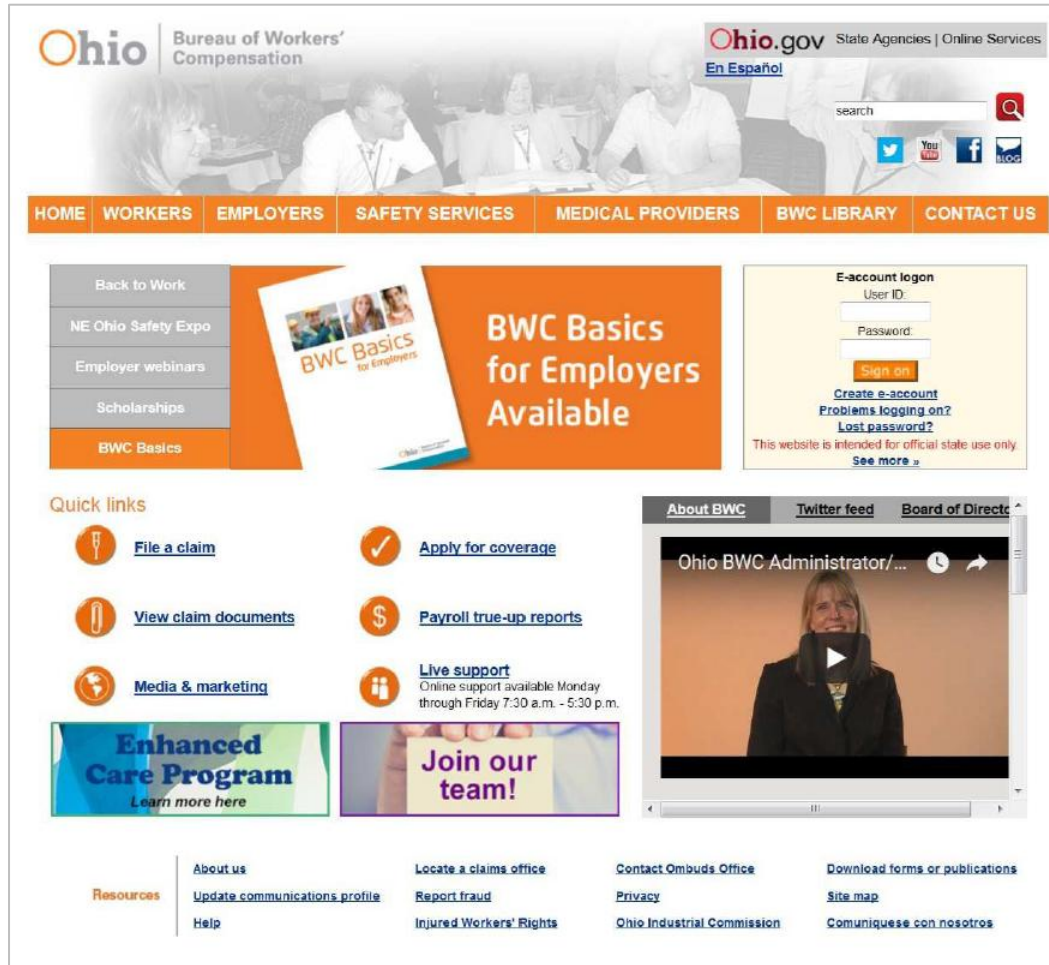 Ohio
Bureau of Workers'
Compensation
Ohio.gov State Agencies | Online Services
En Español
search
You
Tube
f
BLOG
HOME WORKERS EMPLOYERS SAFETY SERVICES MEDICAL PROVIDERS BWC LIBRARY CONTACT US
Back to Work
NE Ohio Safety Expo
Employer webinars
Scholarships
BWC Basics
BWC Basics
for Employers
Ohio
BWC Basics
for Employers
Available
E-account logon
User ID:
Password:
Sign on
Create e-account
Problems logging on?
Lost password?
This website is intended for official state use only.
See more »
Quick links
File a claim
Apply for coverage
View claim documents
$
Payroll true-up reports
Media & marketing
Live support
Online support available Monday
through Friday 7:30 a.m. - 5:30 p.m.
Enhanced
Care Program
Learn more here
Join our
team!
About BWC Twitter feed Board of Directo
Ohio BWC Administrator/...
Resources
About us
Locate a claims office
Contact Ombuds Office
Download forms or publications
Update communications profile
Report fraud
Privacy
Site map
Help
Injured Workers' Rights
Ohio Industrial Commission
Comuniquese con nosotros